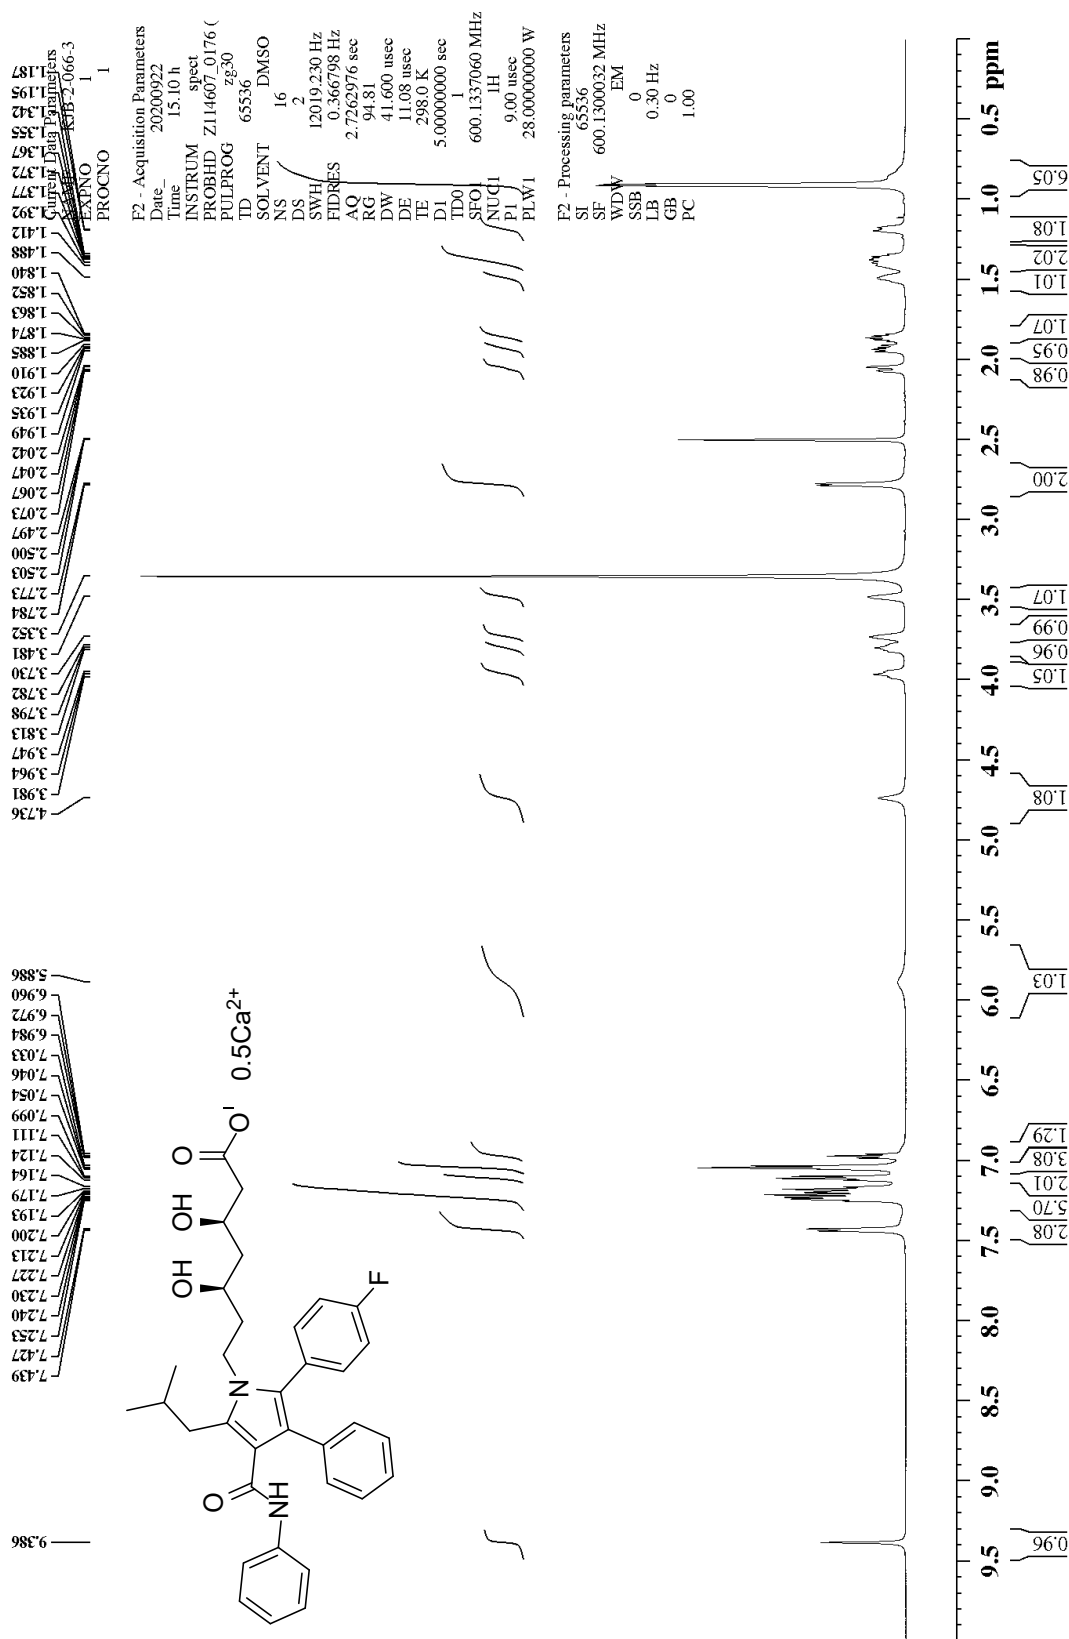 1.187
1.195
1.342
1.355
1.367
1.372
1.377
1.392
1.412
1.488
1.840
1.852
1.863
1.874
1.885
1.910
1.923
1.935
1.949
2.042
2.047
2.067
2.073
2.497
2.500
2.503
2.773
2.784
3.352
3.481
3.730
3.782
3.798
3.813
3.947
3.964
3.981
4.736
5.886
6.960
6.972
6.984
7.033
7.046
7.054
7.099
7.111
7.124
7.164
7.179
7.193
7.200
7.213
7.227
7.230
7.240
7.253
7.427
7.439
9.386
Current Data Parameters
NAME KJB-2-066-3
EXPNO 1
PROCNO 1
F2 - Acquisition Parameters
Date_ 20200922
Time 15.10 h
INSTRUM spect
PROBHD Z114607_0176 (
PULPROG zg30
TD 65536
SOLVENT DMSO
NS 16
DS 2
SWH 12019.230 Hz
FIDRES 0.366798 Hz
AQ 2.7262976 sec
RG 94.81
DW 41.600 usec
DE 11.08 usec
TE 298.0 K
D1 5.00000000 sec
TD0 1
SFO1 600.1337060 MHz
NUC1 1H
P1 9.00 usec
PLW1 28.00000000 W
F2 - Processing parameters
SI 65536
SF 600.1300032 MHz
WDW EM
SSB 0
LB 0.30 Hz
GB 0
PC 1.00
O
NH
N
F
OH OH O
O-
0.5Ca2+
9.5 9.0 8.5 8.0 7.5 7.0 6.5 6.0 5.5 5.0 4.5 4.0 3.5 3.0 2.5 2.0 1.5 1.0 0.5 ppm
0.96
2.08
5.70
2.01
3.08
1.29
1.03
1.08
1.05
0.96
0.99
1.07
2.00
0.98
0.95
1.07
1.01
2.02
1.08
6.05